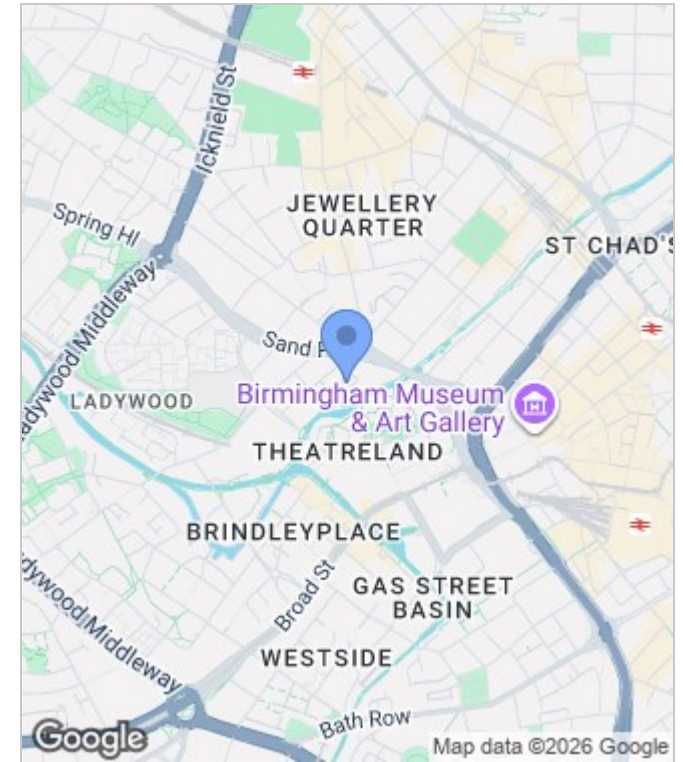 Icknield St
JEWELLERY
QUARTER
Spring Hl
ST CHAD'S
Ladywood Middleway
Sand
Birmingham Museum
& Art Gallery
LADYWOOD
THEATRELAND
BRINDLEYPLACE
Middleway
GAS STREET
BASIN
Broad St
WESTSIDE
Bath Row
Google
Map data ©2026 Google